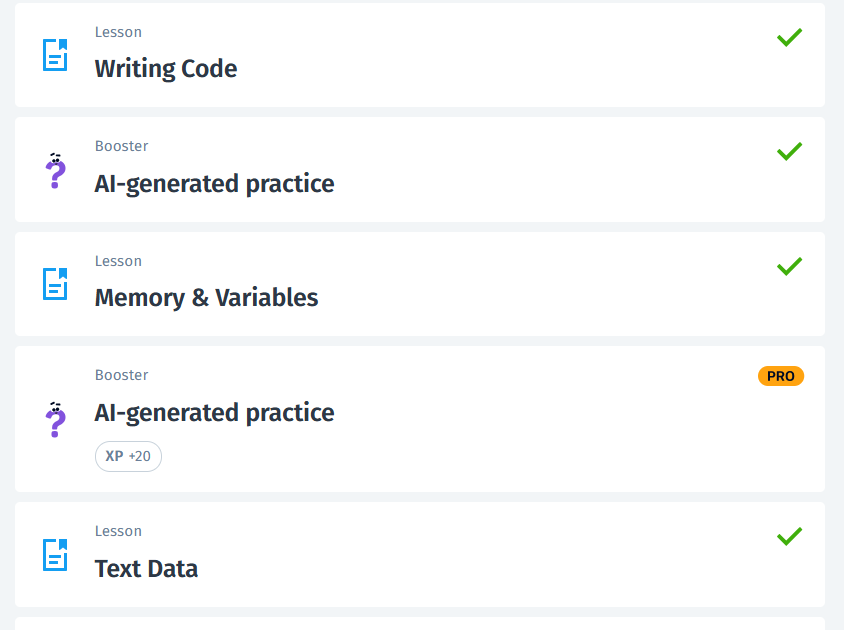 Lesson
Writing Code
Booster
AI-generated practice
Lesson
Memory & Variables
Booster
PRO
AI-generated practice
XP +20
Lesson
Text Data